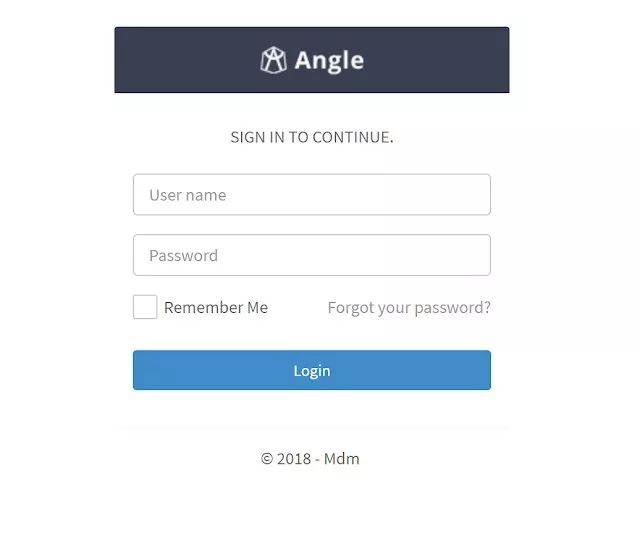 Angle
SIGN IN TO CONTINUE.
User name
Password
Remember Me Forgot your password?
Login
© 2018 - Mdm